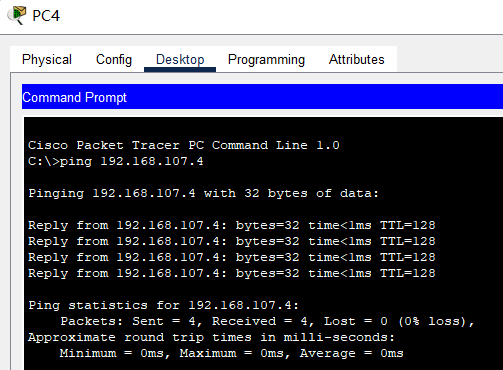 PC4
Physical Config Desktop Programming Attributes
Command Prompt
Cisco Packet Tracer PC Command Line 1.0
C:\>ping 192.168.107.4
Pinging 192.168.107.4 with 32 bytes of data:
Reply from 192.168.107.4: bytes=32 time<1ms TTL=128
Reply from 192.168.107.4: bytes=32 time<1ms TTL=128
Reply from 192.168.107.4: bytes=32 time<1ms TTL=128
Reply from 192.168.107.4: bytes=32 time<1ms TTL=128
Ping statistics for 192.168.107.4:
Packets: Sent = 4, Received = 4, Lost = 0 (0% loss),
Approximate round trip times in milli-seconds:
Minimum = 0ms, Maximum = 0ms, Average = 0ms